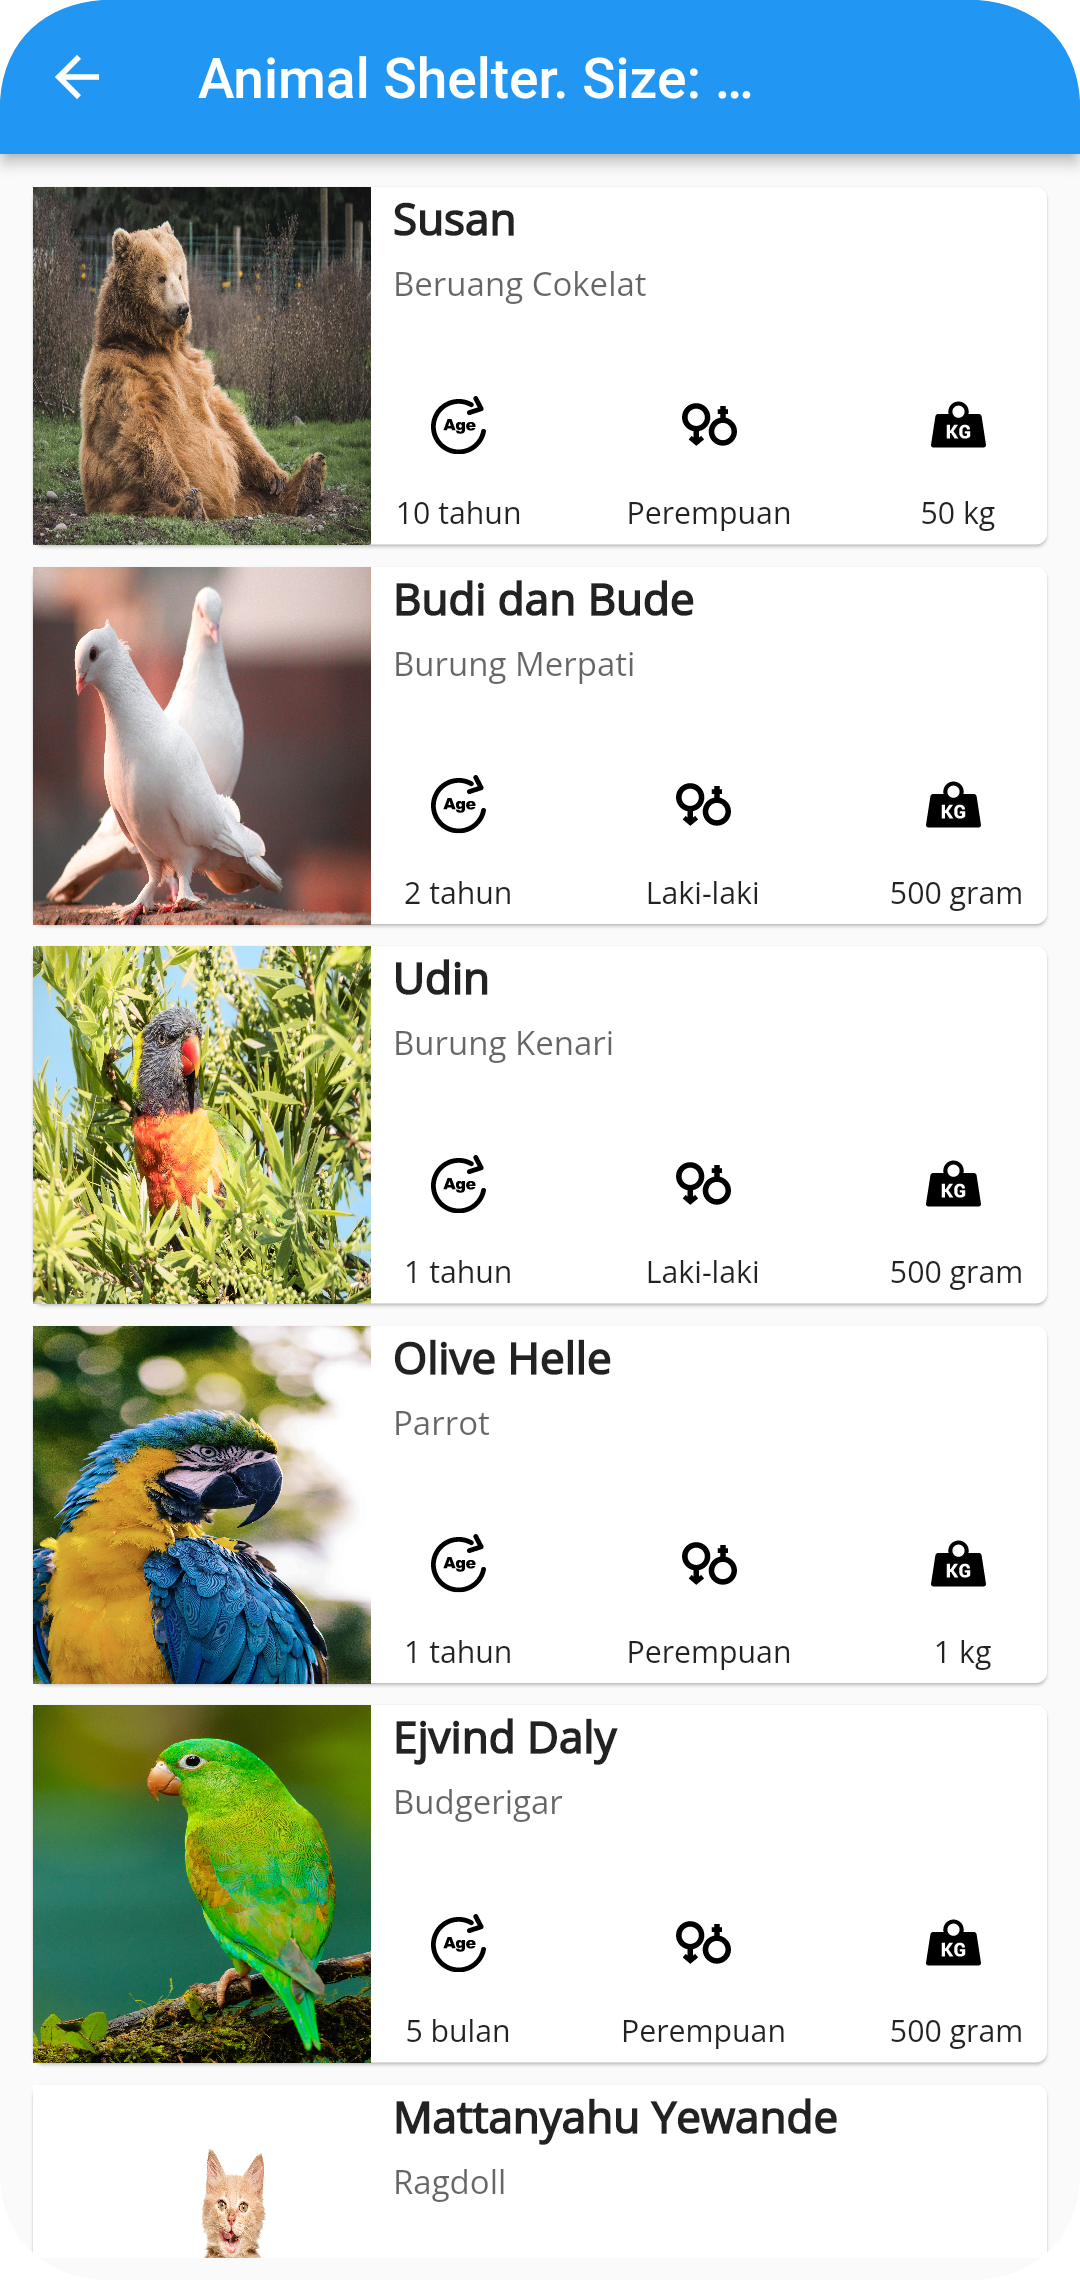 Animal Shelter. Size: ...
Susan
Beruang Cokelat
Age
KG
10 tahun
Perempuan
50 kg
Budi dan Bude
Burung Merpati
Age
KG
2 tahun
Laki-laki
500 gram
Udin
Burung Kenari
Age
KG
1 tahun
Laki-laki
500 gram
Olive Helle
Parrot
Age
KG
1 tahun
Perempuan
1 kg
Ejvind Daly
Budgerigar
Age
KG
5 bulan
Perempuan
500 gram
Mattanyahu Yewande
Ragdoll